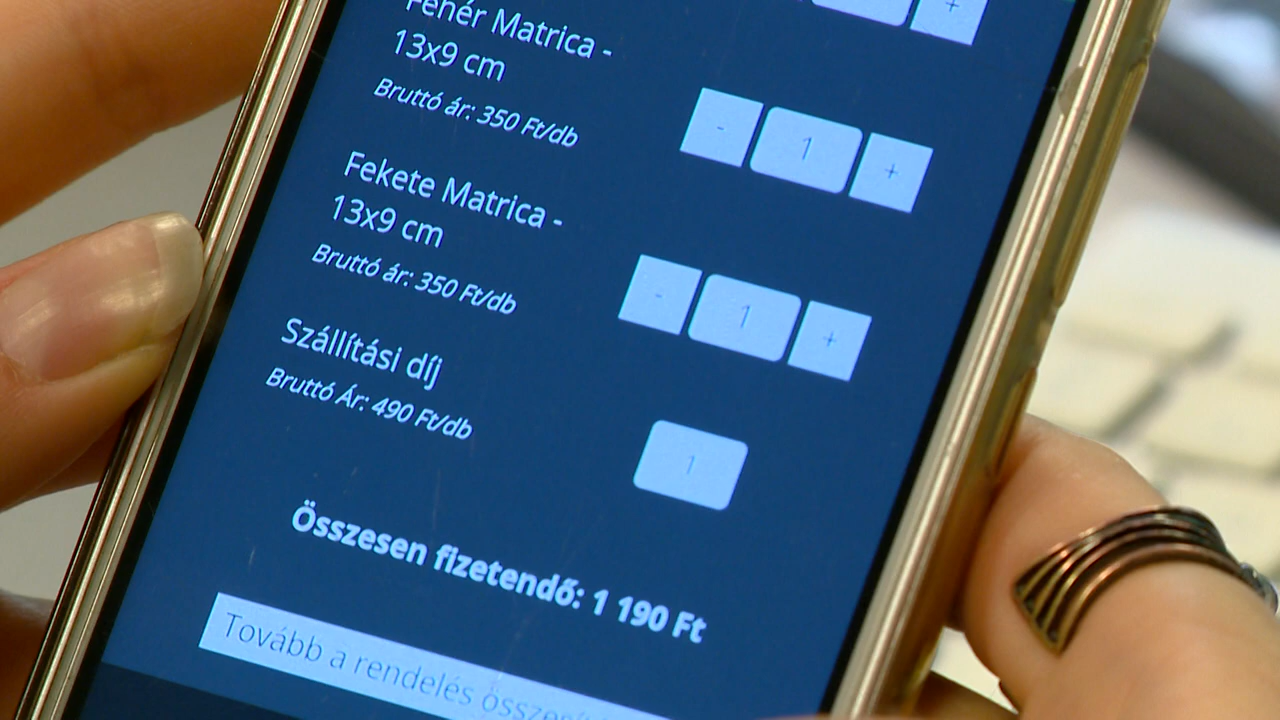 +
Fehér Matrica -
13x9 cm
Bruttó ár: 350 Ft/db
- 1 +
Fekete Matrica -
13x9 cm
Bruttó ár: 350 Ft/db
- 1 +
Szállítási díj
Bruttó Ár: 490 Ft/db
1
Összesen fizetendő: 1 190 Ft
Tovább a rendelés